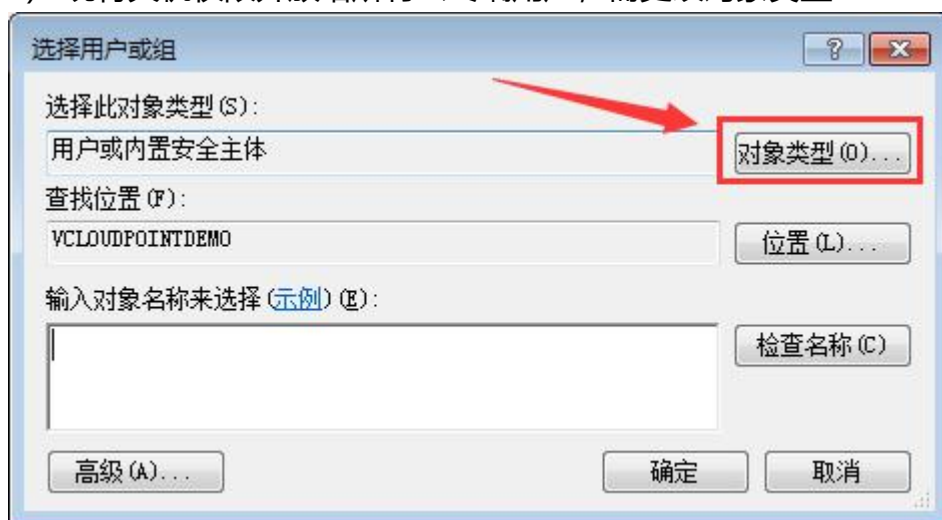 选择用户或组
选择此对象类型(S):
用户或内置安全主体
对象类型(O)...
查找位置(F):
VCLOUDPOINTDEMO
位置(L)...
输入对象名称来选择(示例)(E):
检查名称(C)
高级(A)...
确定
取消